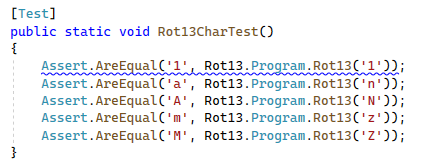 [Test]
public static void Rot13CharTest()
{
Assert.AreEqual('1', Rot13.Program.Rot13('1'));
Assert.AreEqual('a', Rot13.Program.Rot13('n'));
Assert.AreEqual('A', Rot13.Program.Rot13('N'));
Assert.AreEqual('m', Rot13.Program.Rot13('z'));
Assert.AreEqual('M', Rot13.Program.Rot13('Z'));
}